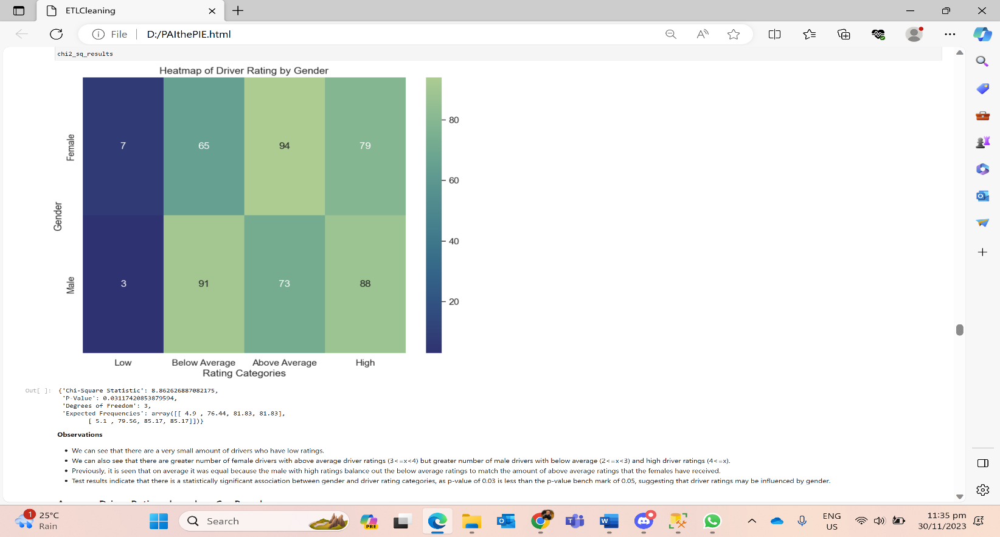 ETLCleaning
File
D:/PAIthePIE.html
chi2_sq_results
Heatmap of Driver Rating by Gender
Gender
Female
Male
7 65 94 79
3 91 73 88
80
60
40
20
Low Below Average Above Average High
Rating Categories
Out[ ]: {'Chi-Square Statistic': 8.862626887082175,
'P-Value': 0.03117420853879594,
'Degrees of Freedom': 3,
'Expected Frequencies': array([[ 4.9 , 76.44, 81.83, 81.83],
[ 5.1 , 79.56, 85.17, 85.17]])}
Observations
• We can see that there are a very small amount of drivers who have low ratings.
• We can also see that there are greater number of female drivers with above average driver ratings (3<=x<4) but greater number of male drivers with below average (2<=x<3) and high driver ratings (4<=x).
• Previously, it is seen that on average it was equal because the male with high ratings balance out the below average ratings to match the amount of above average ratings that the females have received.
• Test results indicate that there is a statistically significant association between gender and driver rating categories, as p-value of 0.03 is less than the p-value bench mark of 0.05, suggesting that driver ratings may be influenced by gender.
1
25°C
Rain
Search
PRE
ENG
US
11:35 pm
30/11/2023